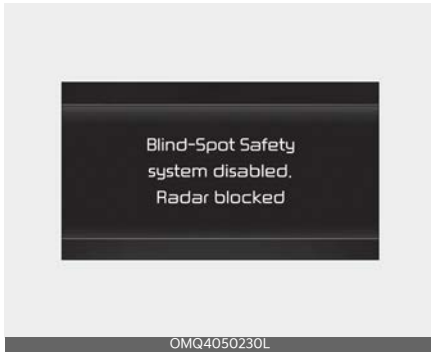 Blind-Spot Safety
system disabled.
Radar blocked
OMQ4050230L